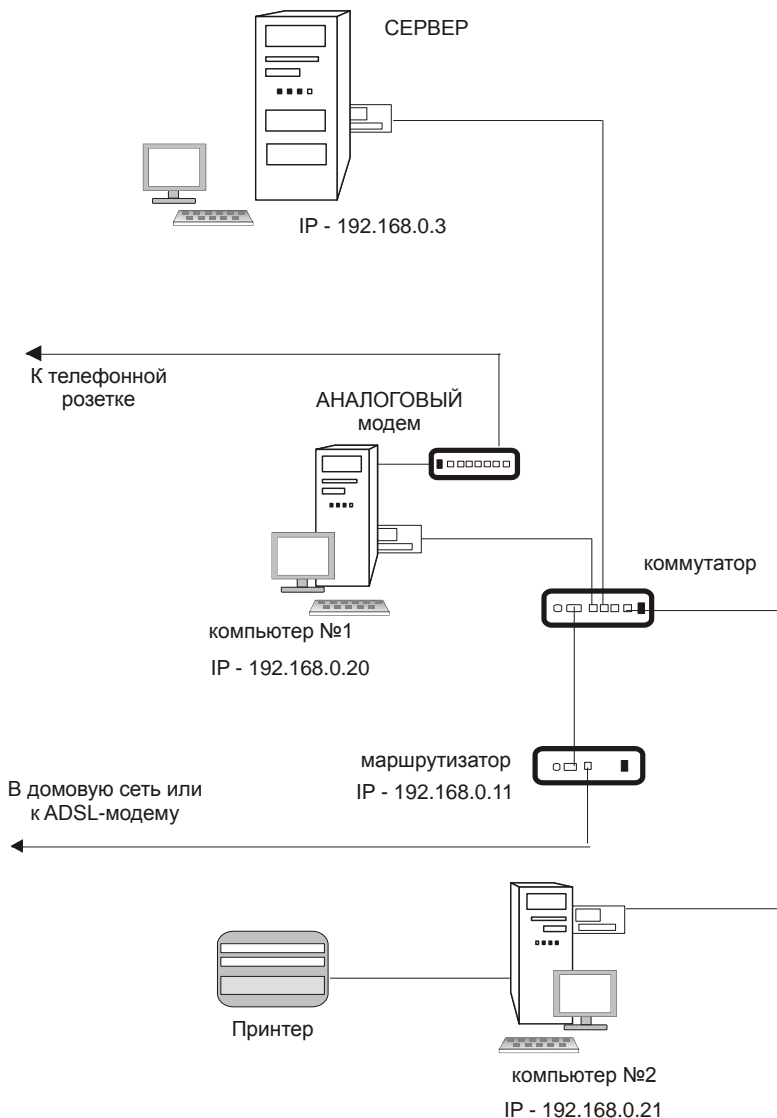 СЕРВЕР
IP - 192.168.0.3
К телефонной
розетке
АНАЛОГОВЫЙ
модем
коммутатор
компьютер №1
IP - 192.168.0.20
маршрутизатор
IP - 192.168.0.11
В домовую сеть или
к ADSL-модему
Принтер
компьютер №2
IP - 192.168.0.21